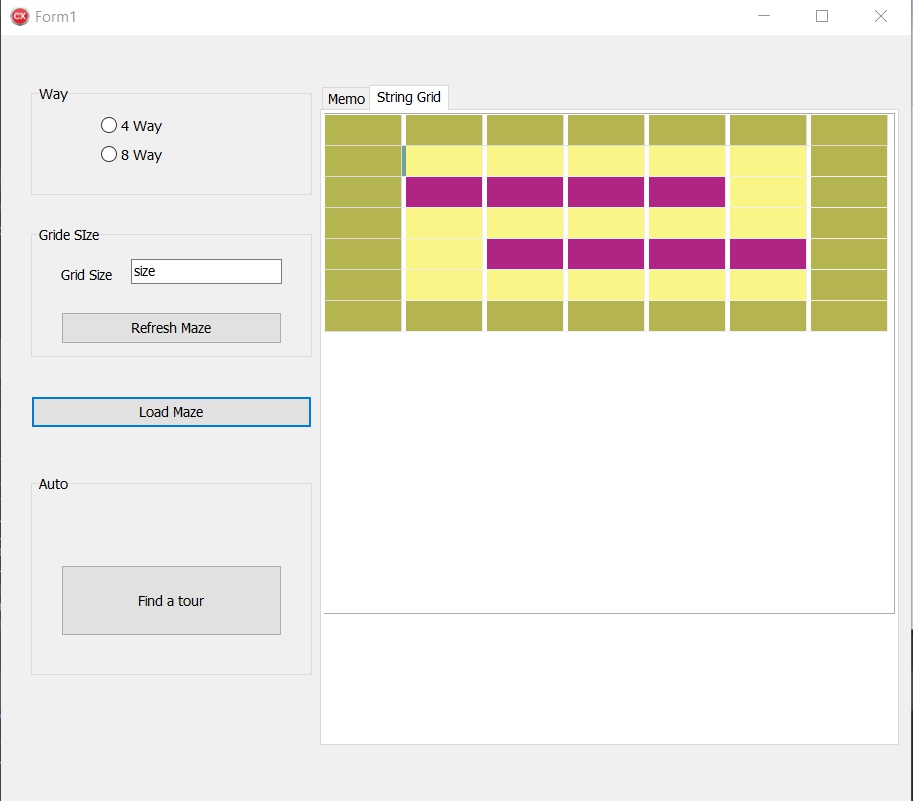 CX Form1
Way
4 Way
8 Way
Gride SIze
Grid Size
size
Refresh Maze
Load Maze
Auto
Find a tour
Memo
String Grid